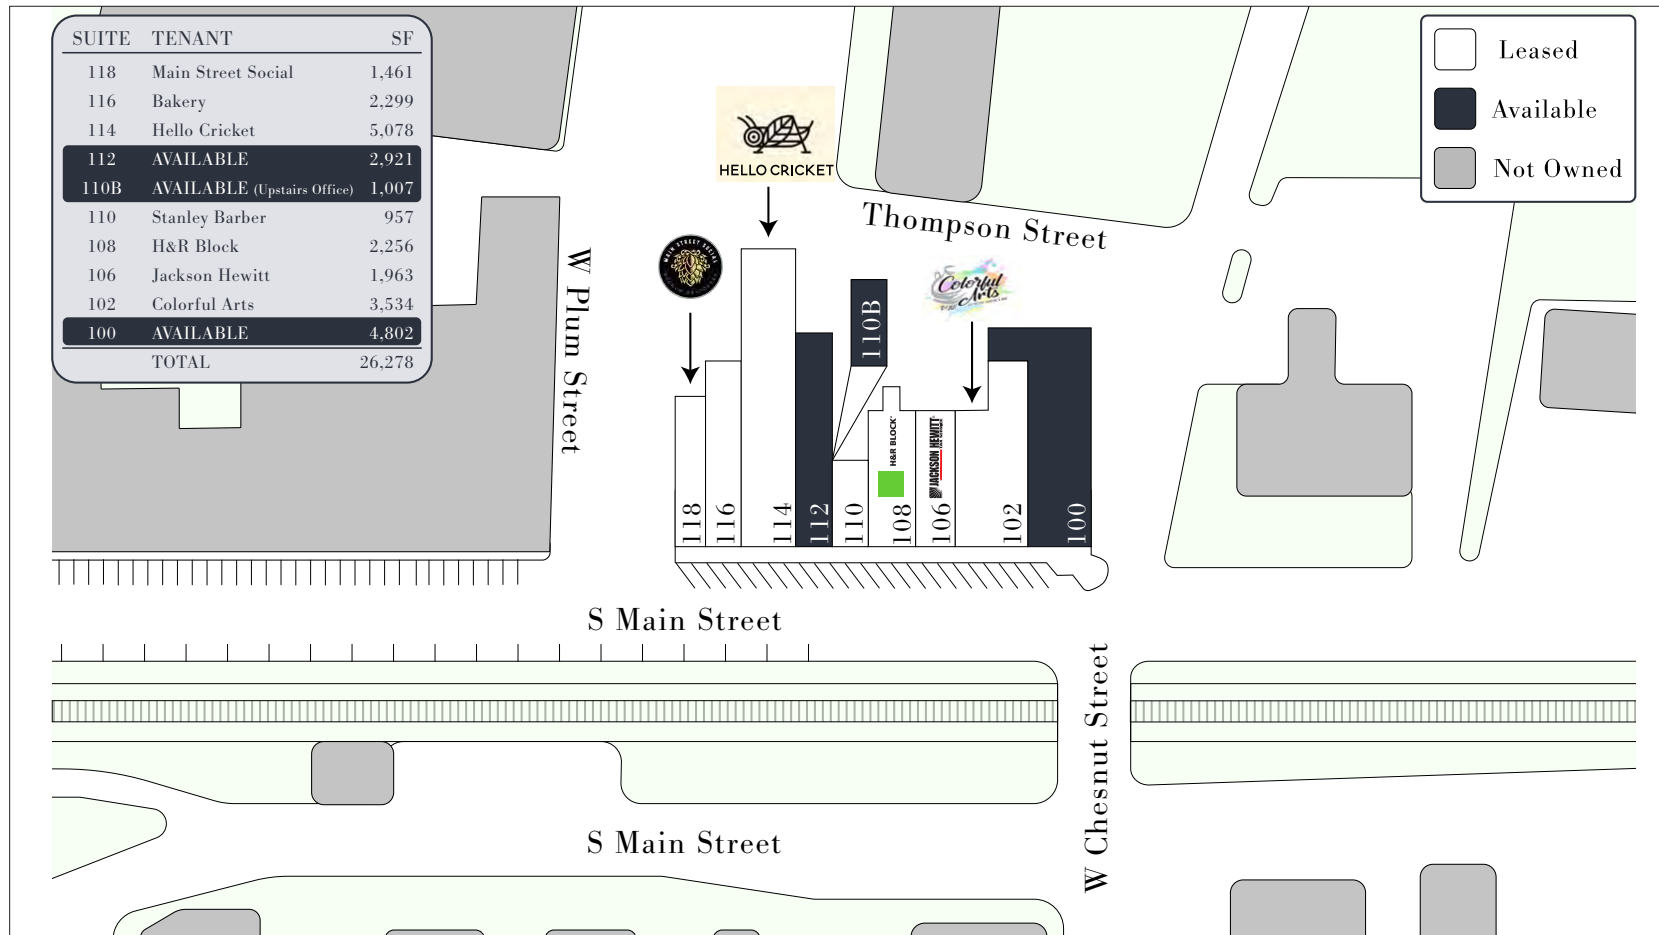 SUITE TENANT SF
118 Main Street Social 1,461
116 Bakery 2,299
114 Hello Cricket 5,078
112 AVAILABLE 2,921
110B AVAILABLE (Upstairs Office) 1,007
110 Stanley Barber 957
108 H&R Block 2,256
106 Jackson Hewitt 1,963
102 Colorful Arts 3,534
100 AVAILABLE 4,802
TOTAL 26,278
Leased
Available
Not Owned
HELLO CRICKET
Thompson Street
W Plum Street
MAIN STREET SOCIAL
Colorful
Arts
110B
H&R BLOCK
JACKSON HEWITT
118
116
114
112
110
108
106
102
100
S Main Street
W Chesnut Street
S Main Street